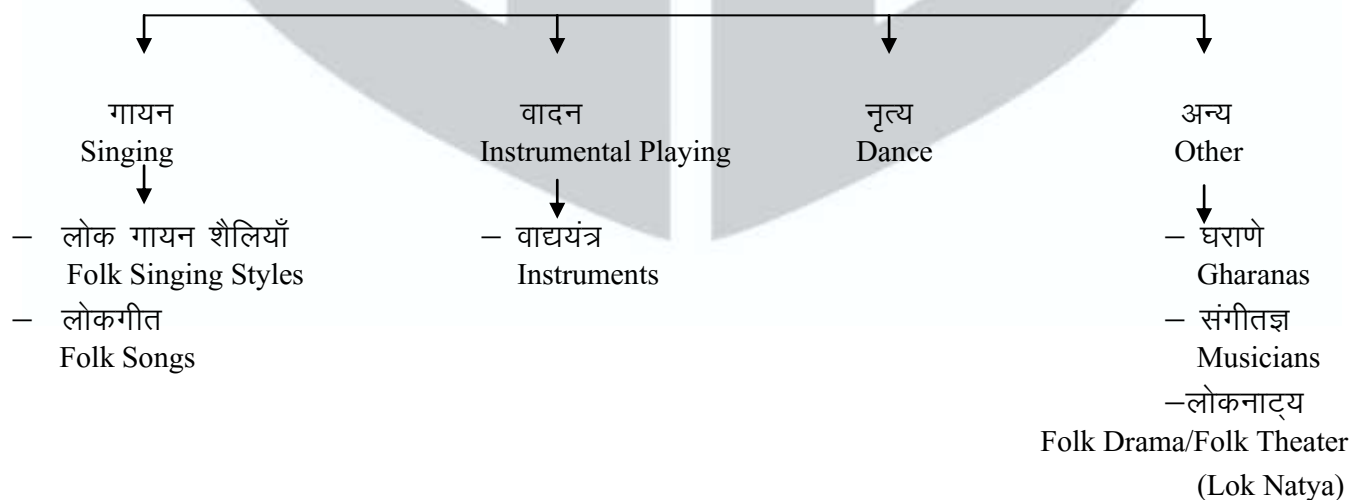 गायन
Singing
– लोक गायन शैलियाँ
Folk Singing Styles
– लोकगीत
Folk Songs
वादन
Instrumental Playing
– वाद्ययंत्र
Instruments
नृत्य
Dance
अन्य
Other
– घराणे
Gharanas
– संगीतज्ञ
Musicians
–लोकनाट्य
Folk Drama/Folk Theater
(Lok Natya)